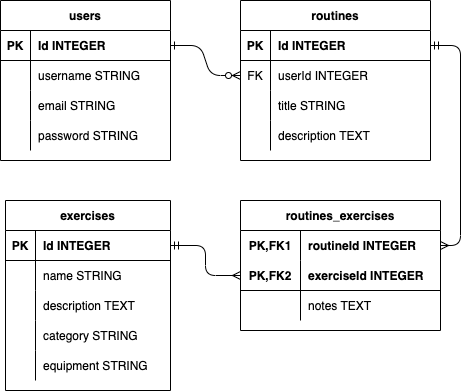 users
PK Id INTEGER
username STRING
email STRING
password STRING
routines
PK Id INTEGER
FK userId INTEGER
title STRING
description TEXT
exercises
PK Id INTEGER
name STRING
description TEXT
category STRING
equipment STRING
routines_exercises
PK,FK1 routineId INTEGER
PK,FK2 exerciseId INTEGER
notes TEXT